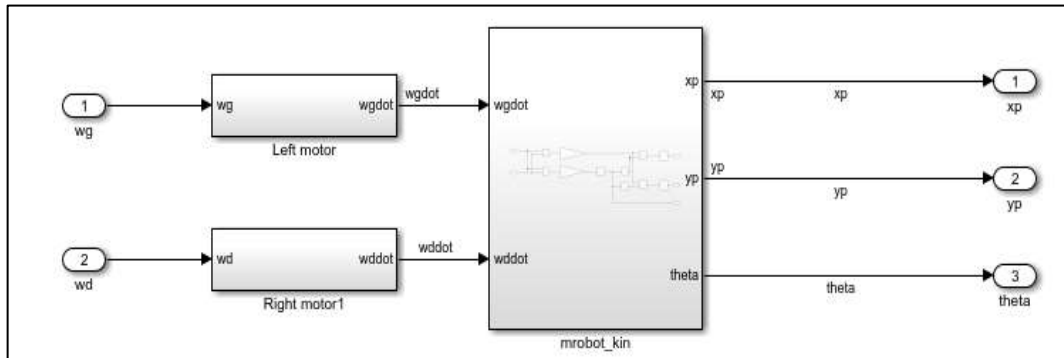 1
wg
wg
wgdot
Left motor
wgdot
2
wd
wd
wddot
Right motor1
wddot
wgdot
wddot
xp
yp
theta
mrobot_kin
xp
xp
1
xp
yp
yp
2
yp
theta
3
theta